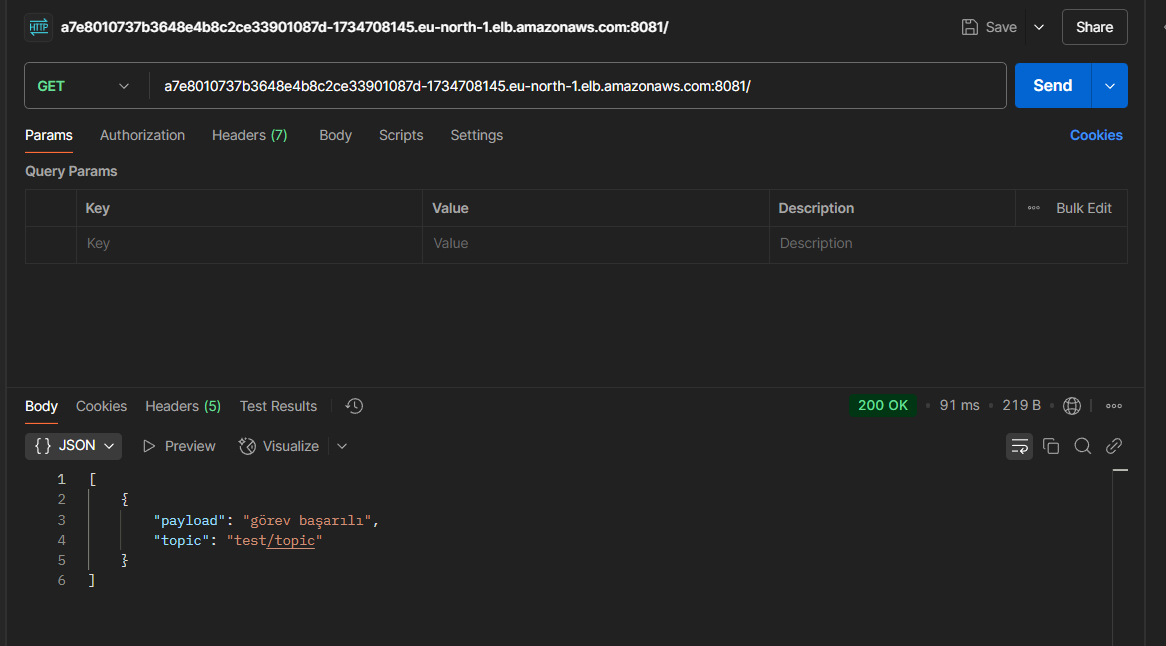 HTTP a7e8010737b3648e4b8c2ce33901087d-1734708145.eu-north-1.elb.amazonaws.com:8081/ Save Share
GET a7e8010737b3648e4b8c2ce33901087d-1734708145.eu-north-1.elb.amazonaws.com:8081/ Send
Params Authorization Headers (7) Body Scripts Settings Cookies
Query Params
Key Value Description Bulk Edit
Key Value Description
Body Cookies Headers (5) Test Results 200 OK • 91 ms • 219 B •
{} JSON Preview Visualize
1 [
2 {
3 "payload": "görev başarılı",
4 "topic": "test/topic"
5 }
6 ]